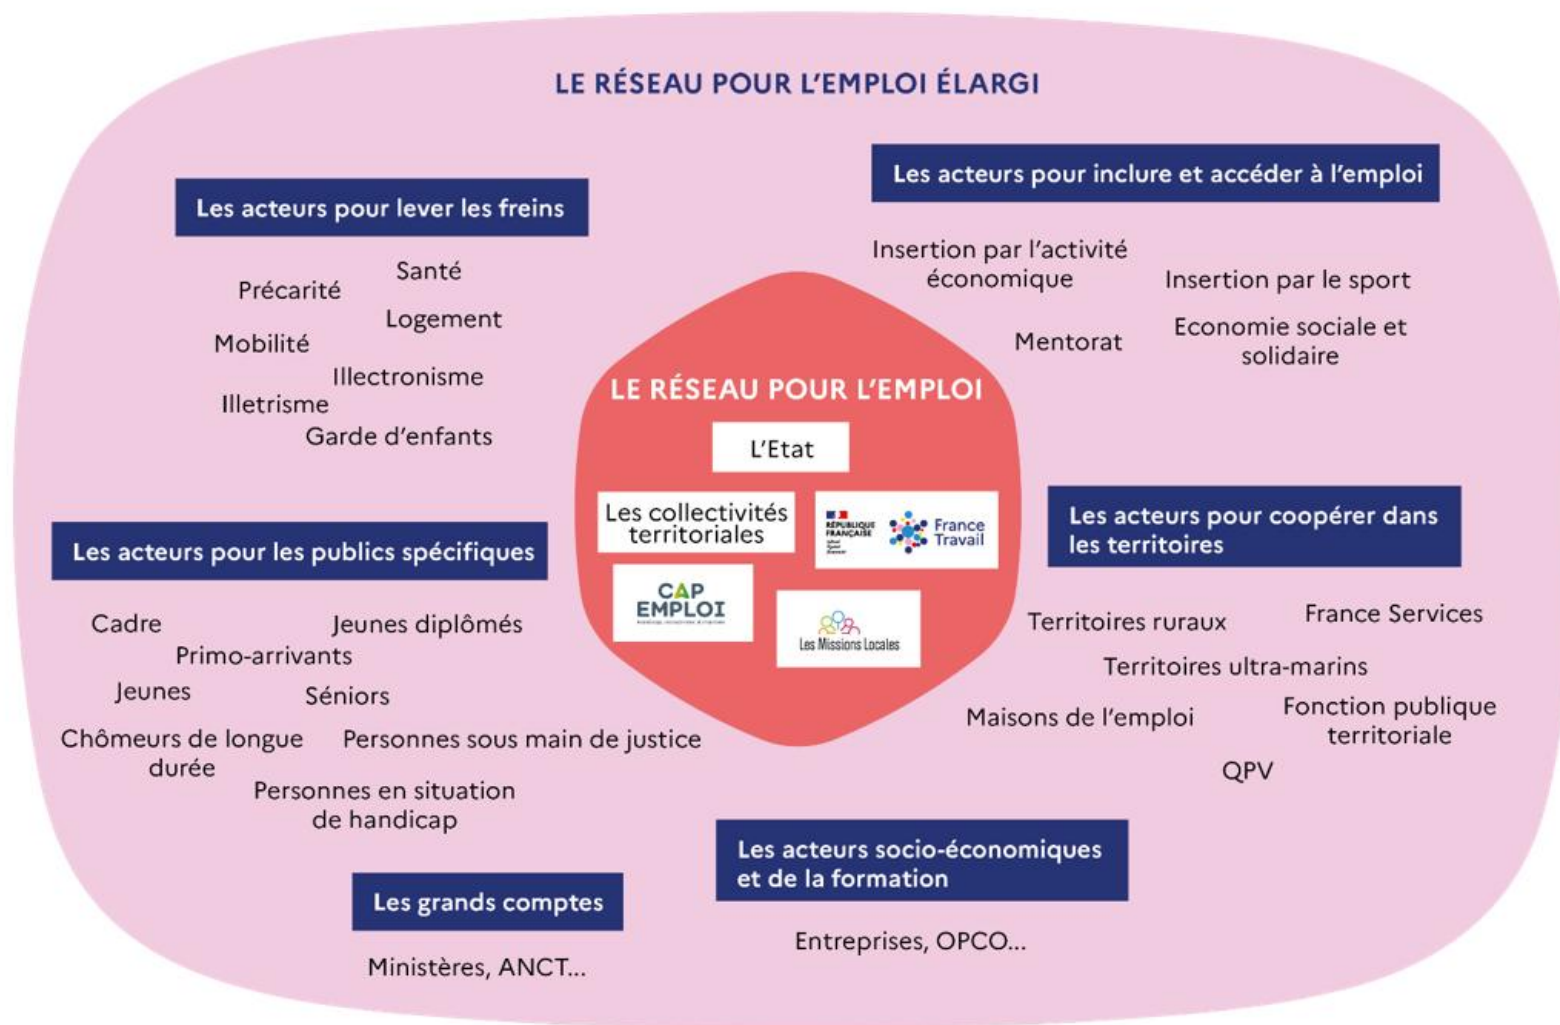 LE RÉSEAU POUR L'EMPLOI ÉLARGI
Les acteurs pour lever les freins
Santé
Précarité
Logement
Mobilité
Illectronisme
Illetrisme
Garde d'enfants
Les acteurs pour inclure et accéder à l'emploi
Insertion par l'activité
économique
Insertion par le sport
Mentorat
Economie sociale et
solidaire
LE RÉSEAU POUR L'EMPLOI
L'Etat
Les collectivités
territoriales
RÉPUBLIQUE
FRANÇAISE
France
Travail
CAP
EMPLOI
Les Missions Locales
Les acteurs pour les publics spécifiques
Cadre
Jeunes diplômés
Primo-arrivants
Jeunes
Séniors
Chômeurs de longue
durée
Personnes sous main de justice
Personnes en situation
de handicap
Les acteurs pour coopérer dans
les territoires
Territoires ruraux
France Services
Territoires ultra-marins
Maisons de l'emploi
Fonction publique
territoriale
QPV
Les grands comptes
Ministères, ANCT...
Les acteurs socio-économiques
et de la formation
Entreprises, OPCO...